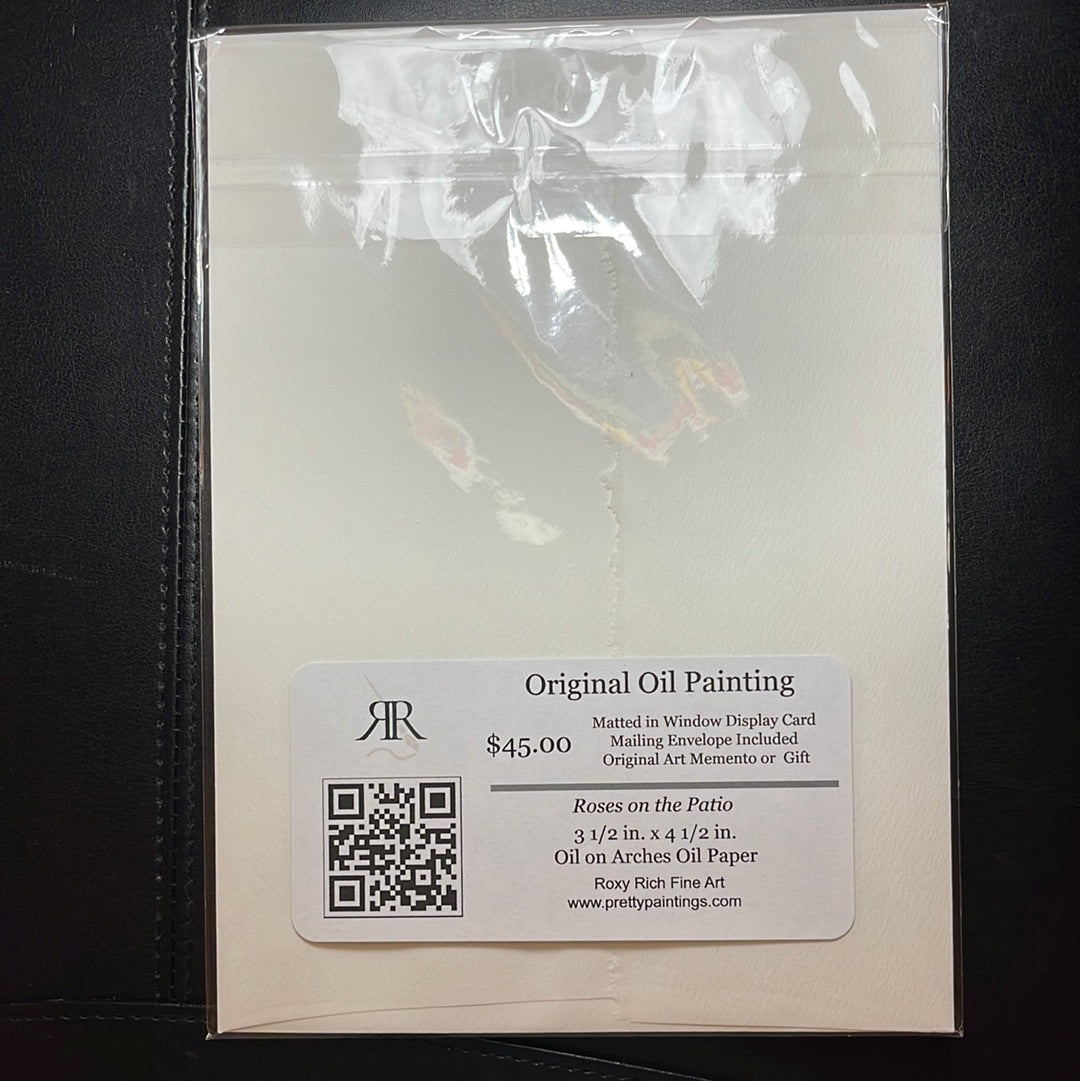 RR
Original Oil Painting
$45.00
Matted in Window Display Card
Mailing Envelope Included
Original Art Memento or Gift
Roses on the Patio
3 1/2 in. x 4 1/2 in.
Oil on Arches Oil Paper
Roxy Rich Fine Art
www.prettypaintings.com